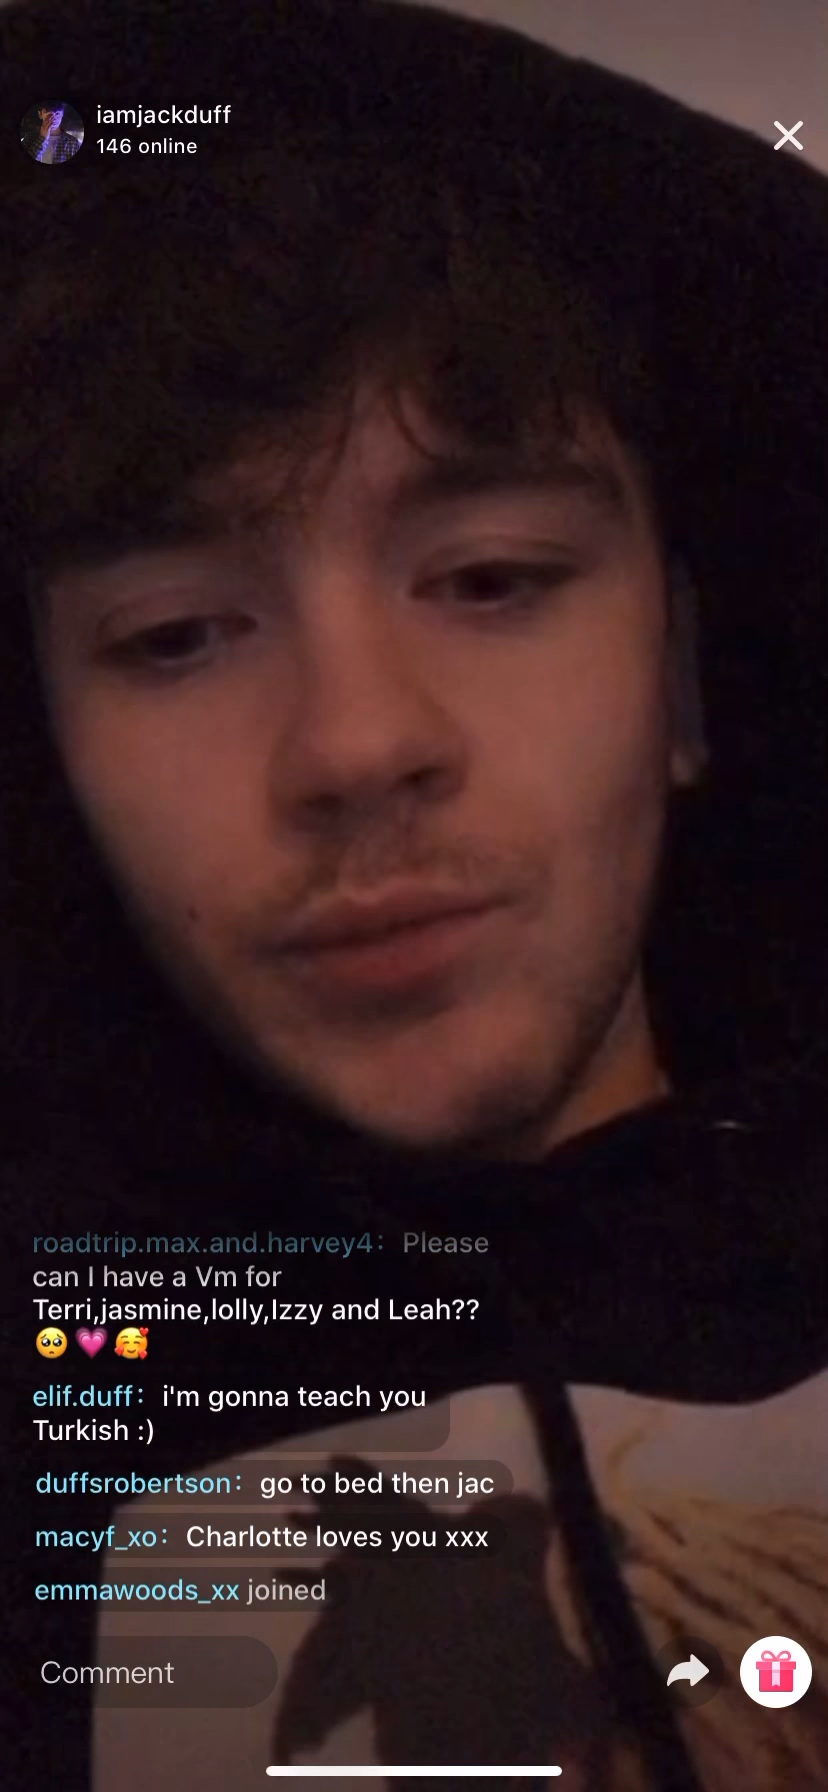 iamjackduff
146 online
roadtrip.max.and.harvey4: Please
can I have a Vm for
Terri,jasmine,lolly,Izzy and Leah??
🥺💗🥰
elif.duff: i'm gonna teach you
Turkish :)
duffsrobertson: go to bed then jac
macyf_xo: Charlotte loves you xxx
emmawoods_xx joined
Comment